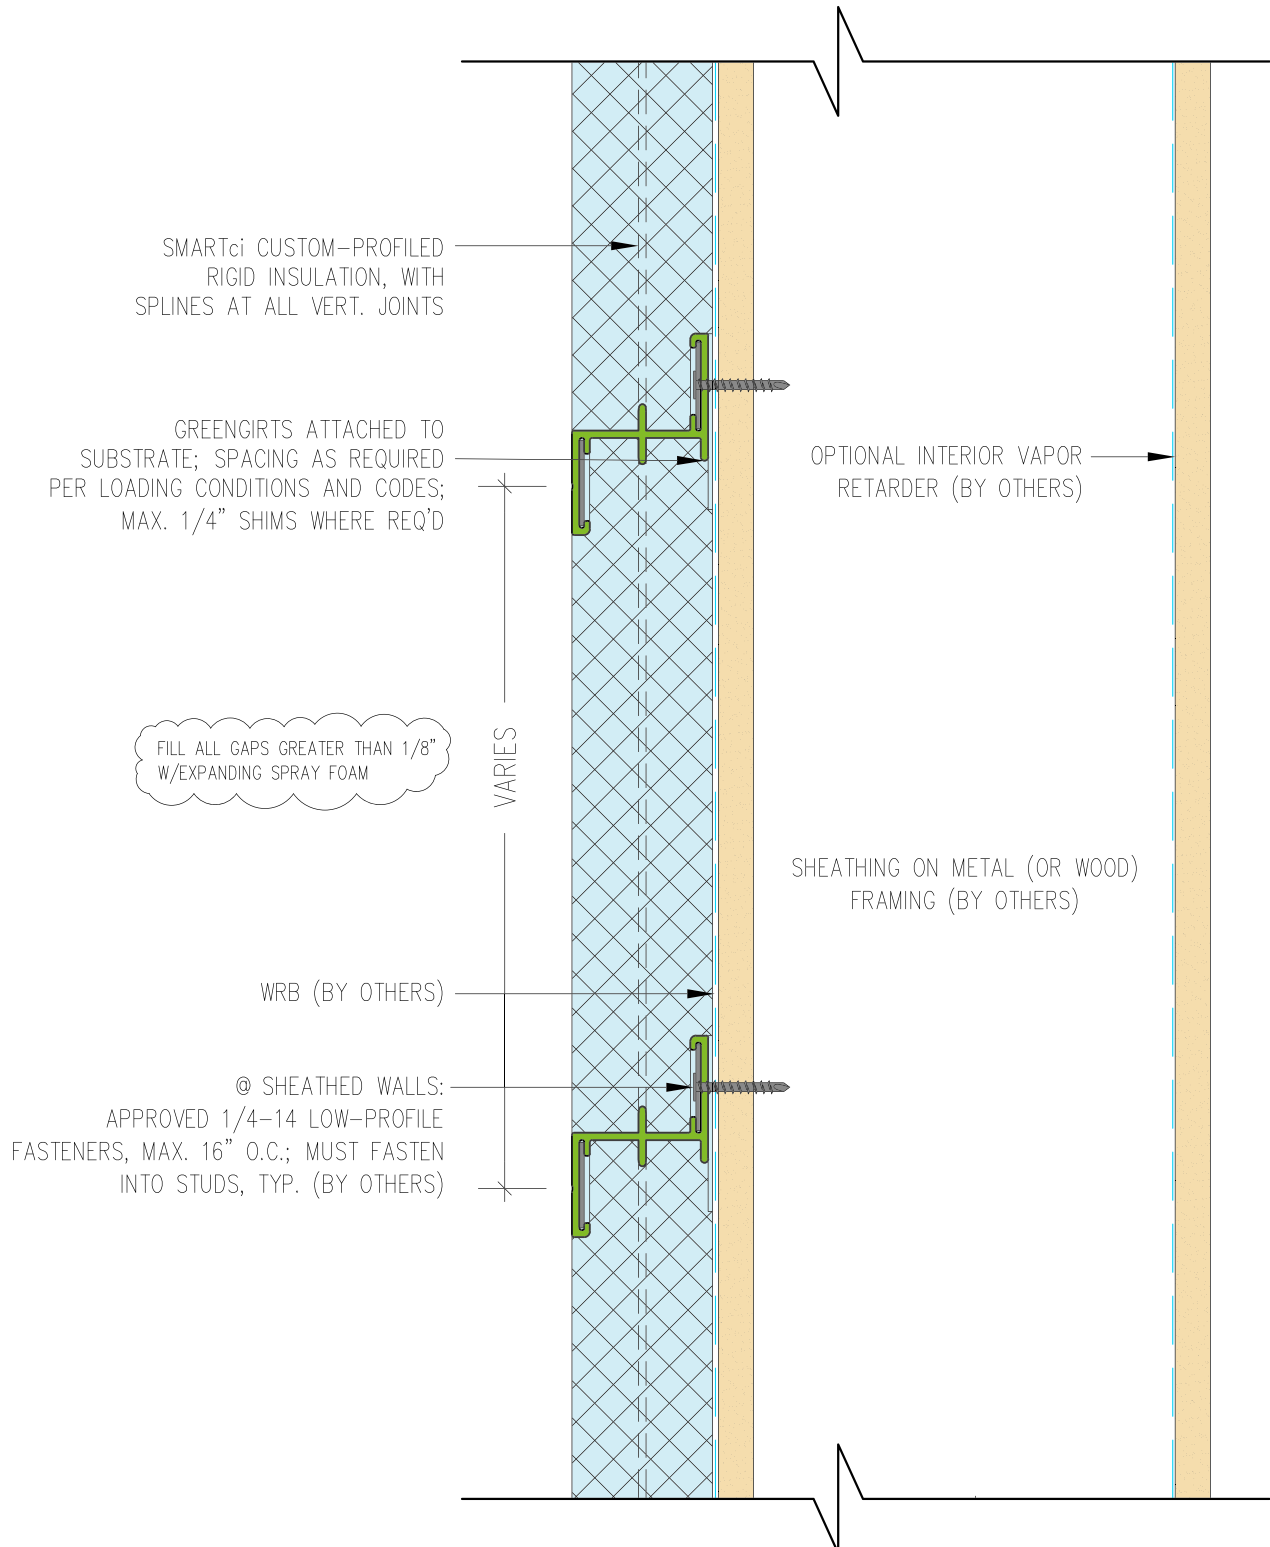 SMARTci CUSTOM-PROFILED
RIGID INSULATION, WITH
SPLINES AT ALL VERT. JOINTS
GREENGIRTS ATTACHED TO
SUBSTRATE; SPACING AS REQUIRED
PER LOADING CONDITIONS AND CODES;
MAX. 1/4" SHIMS WHERE REQ'D
OPTIONAL INTERIOR VAPOR
RETARDER (BY OTHERS)
FILL ALL GAPS GREATER THAN 1/8"
W/EXPANDING SPRAY FOAM
VARIES
SHEATHING ON METAL (OR WOOD)
FRAMING (BY OTHERS)
WRB (BY OTHERS)
@ SHEATHED WALLS:
APPROVED 1/4-14 LOW-PROFILE
FASTENERS, MAX. 16" O.C.; MUST FASTEN
INTO STUDS, TYP. (BY OTHERS)